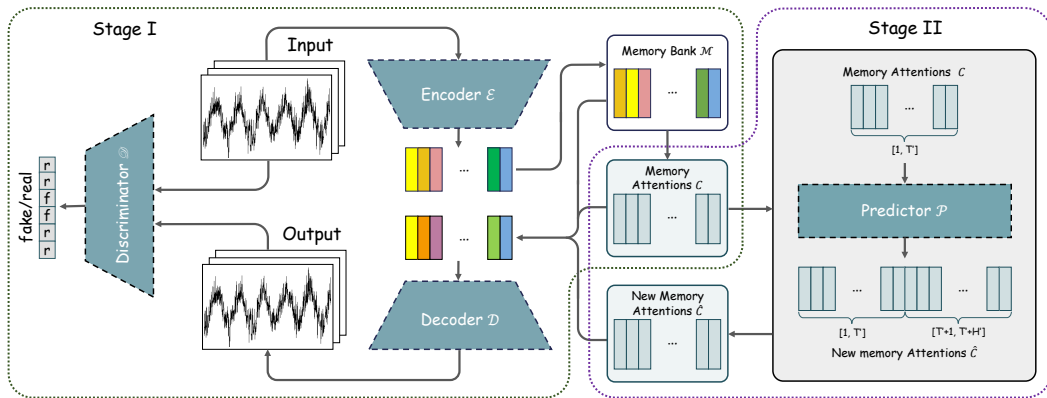 Stage I
Input
Encoder ℰ
...
...
Output
Decoder 𝒟
Discriminator 𝒟
fake/real
r
r
f
f
r
r
Memory Bank ℳ
...
Memory
Attentions C
...
New Memory
Attentions Ĉ
...
Stage II
Memory Attentions C
...
[1, T']
Predictor 𝒫
...
...
[1, T']
[T'+1, T'+H']
New memory Attentions Ĉ